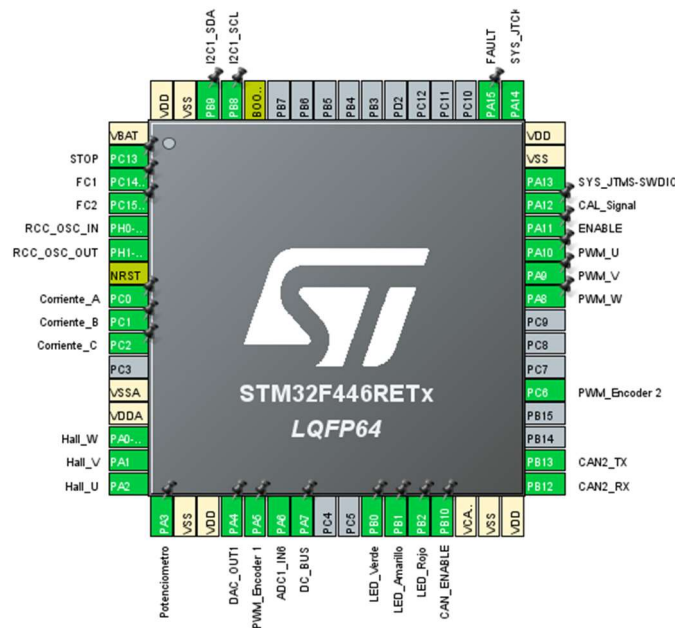 I2C1_SDA
I2C1_SCL
FAULT
SYS_JTCK
VDD
VSS
PB9
PB8
BOO..
PB7
PB6
PB5
PB4
PB3
PD2
PC12
PC11
PC10
PA15
PA14
VBAT
STOP PC13
FC1 PC14..
FC2 PC15..
RCC_OSC_IN PH0-..
RCC_OSC_OUT PH1-..
NRST
Corriente_A PC0
Corriente_B PC1
Corriente_C PC2
PC3
VSSA
VDDA
Hall_W PA0-..
Hall_V PA1
Hall_U PA2
STM32F446RETx
LQFP64
VDD
VSS
PA13 SYS_JTMS-SWDIO
PA12 CAL_Signal
PA11 ENABLE
PA10 PWM_U
PA9 PWM_V
PA8 PWM_W
PC9
PC8
PC7
PC6 PWM_Encoder 2
PB15
PB14
PB13 CAN2_TX
PB12 CAN2_RX
PA3
VSS
VDD
PA4
PA5
PA6
PA7
PC4
PC5
PB0
PB1
PB2
PB10
VCA..
VSS
VDD
Potenciometro
DAC_OUT1
PWM_Encoder 1
ADC1_IN6
DC_BUS
LED_Verde
LED_Amarillo
LED_Rojo
CAN_ENABLE